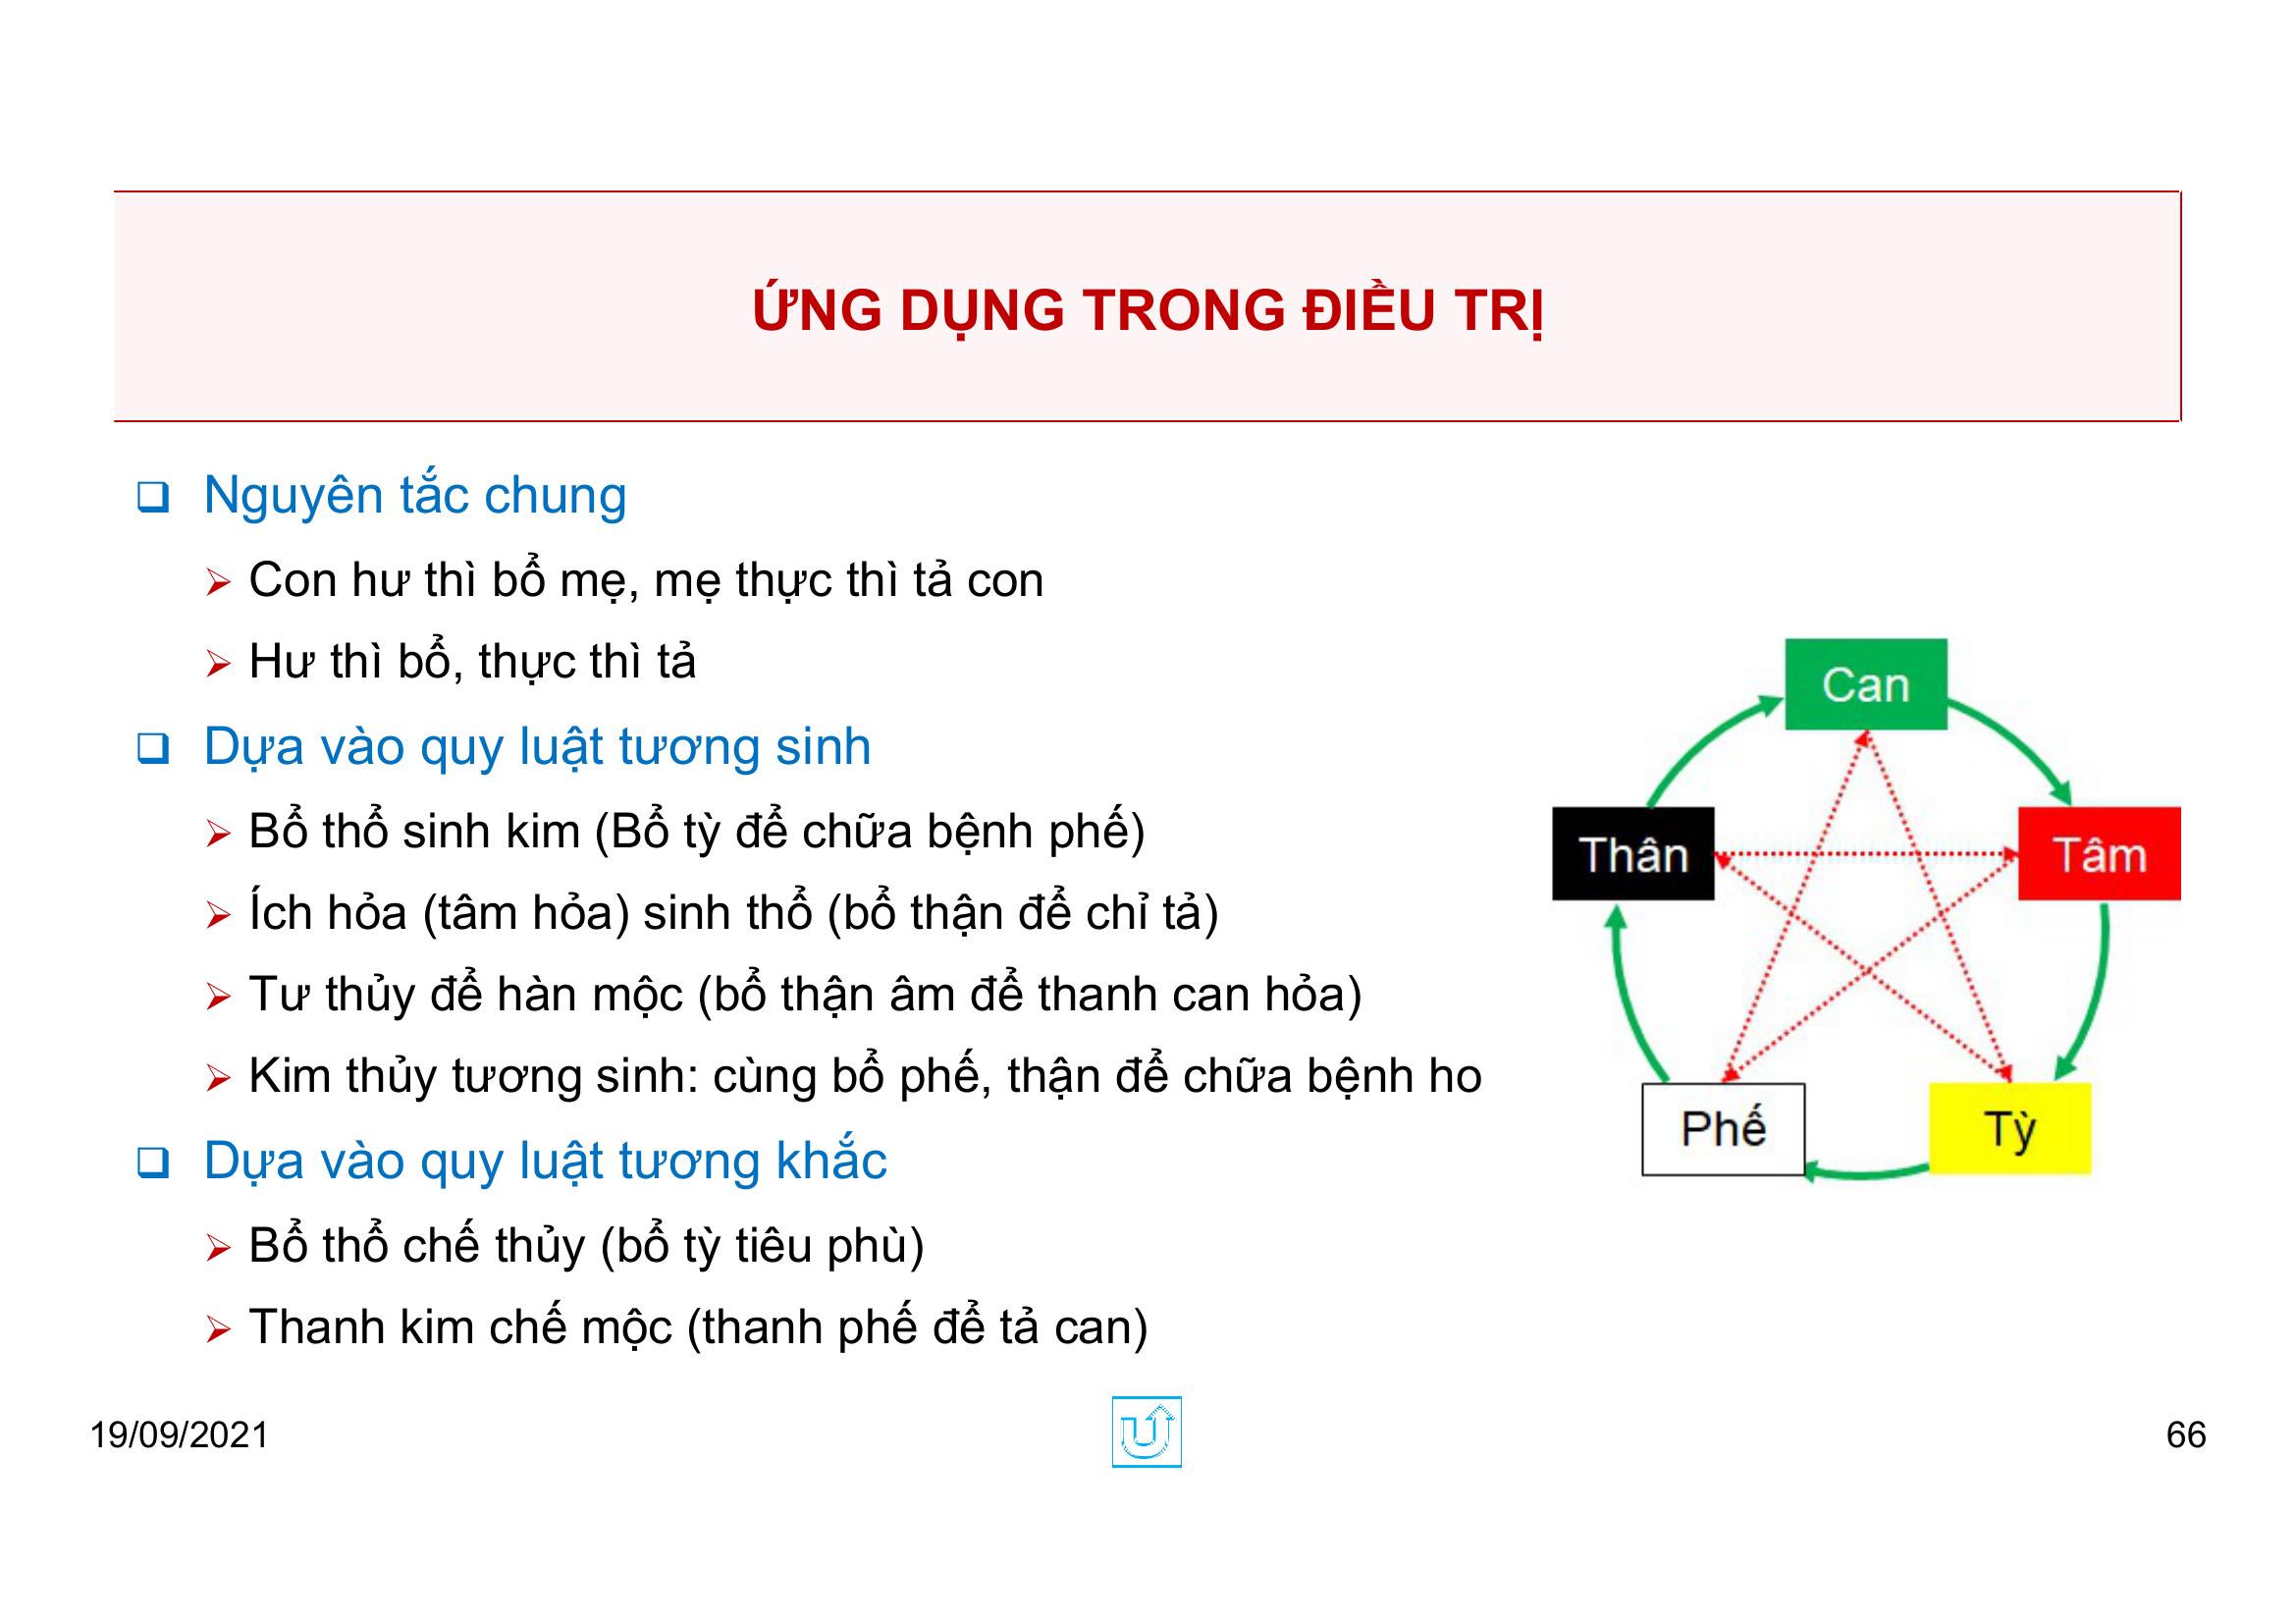 ỨNG DỤNG TRONG ĐIỀU TRỊ
Nguyên tắc chung
Con hư thì bổ mẹ, mẹ thực thì tả con
Hư thì bổ, thực thì tả
Dựa vào quy luật tương sinh
Bổ thổ sinh kim (Bổ tỳ để chữa bệnh phế)
Ích hỏa (tâm hỏa) sinh thổ (bổ thận để chỉ tả)
Tư thủy để hàn mộc (bổ thận âm để thanh can hỏa)
Kim thủy tương sinh: cùng bổ phế, thận để chữa bệnh ho
Dựa vào quy luật tương khắc
Bổ thổ chế thủy (bổ tỳ tiêu phù)
Thanh kim chế mộc (thanh phế để tả can)
Can
Thân
Tâm
Phế
Tỳ
19/09/2021
U
66